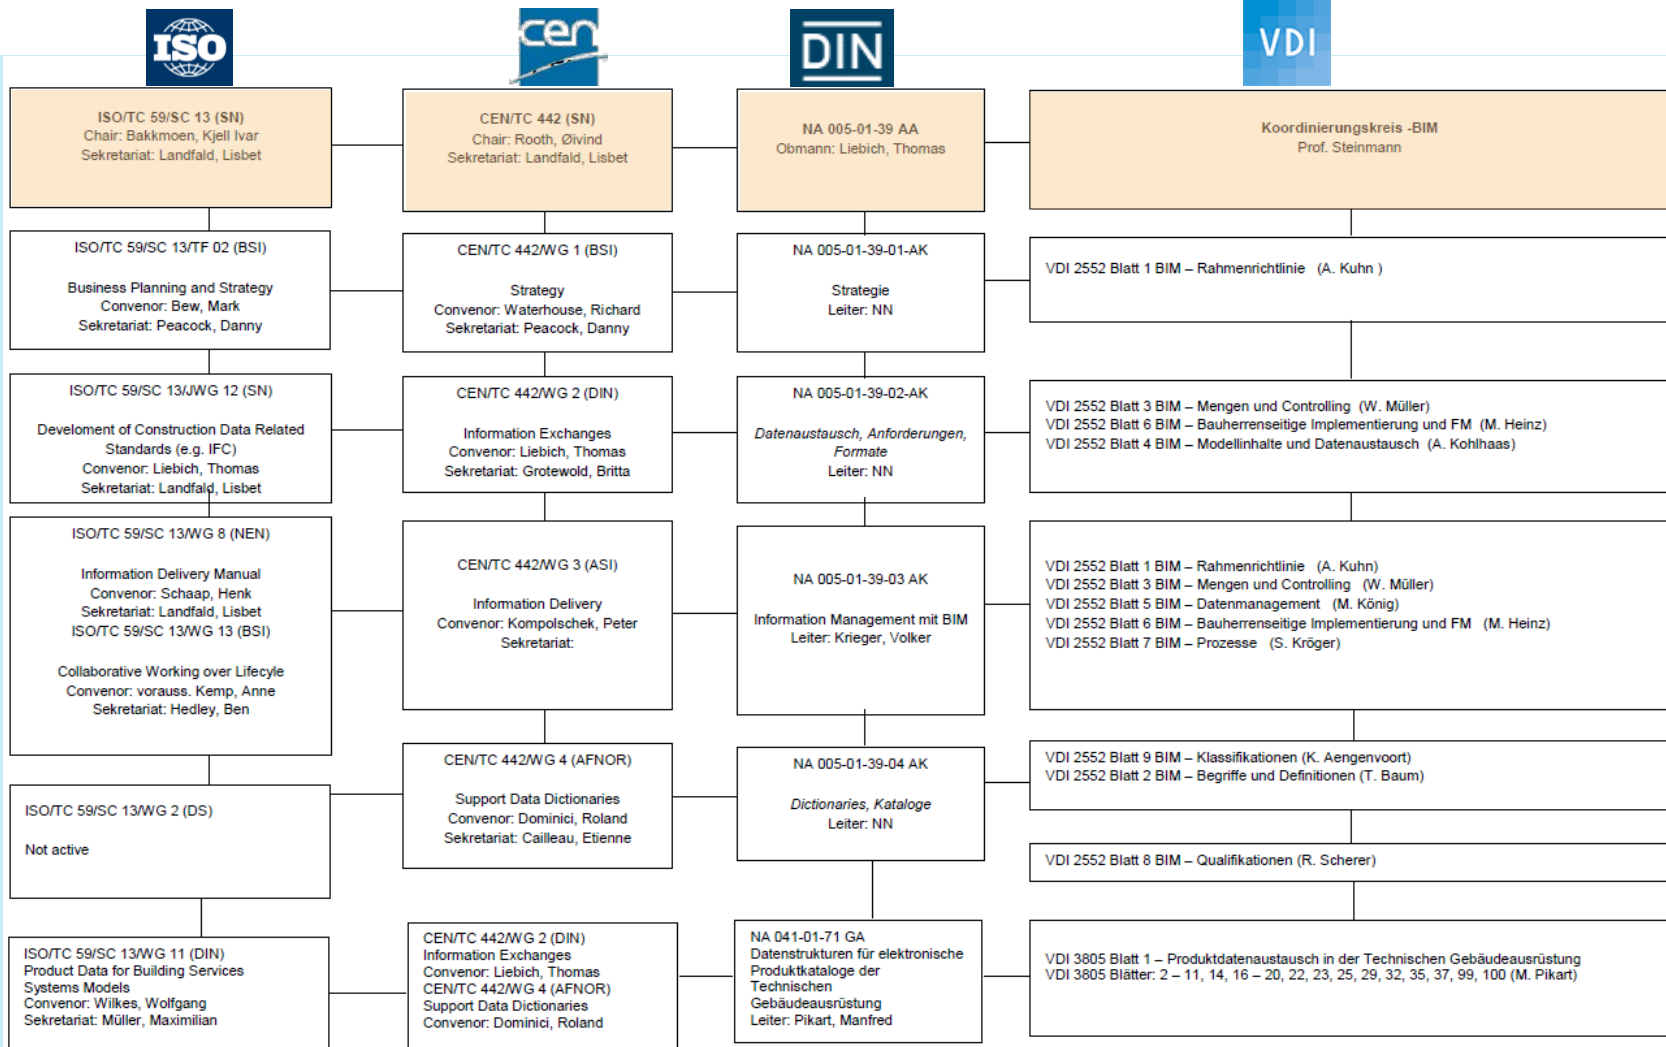 ISO
cen
DIN
VDI
ISO/TC 59/SC 13 (SN)
Chair: Bakkmoen, Kjell Ivar
Sekretariat: Landfald, Lisbet
CEN/TC 442 (SN)
Chair: Rooth, Øivind
Sekretariat: Landfald, Lisbet
NA 005-01-39 AA
Obmann: Liebich, Thomas
Koordinierungskreis -BIM
Prof. Steinmann
ISO/TC 59/SC 13/TF 02 (BSI)
Business Planning and Strategy
Convenor: Bew, Mark
Sekretariat: Peacock, Danny
CEN/TC 442/WG 1 (BSI)
Strategy
Convenor: Waterhouse, Richard
Sekretariat: Peacock, Danny
NA 005-01-39-01-AK
Strategie
Leiter: NN
VDI 2552 Blatt 1 BIM – Rahmenrichtlinie (A. Kuhn )
ISO/TC 59/SC 13/JWG 12 (SN)
Develoment of Construction Data Related
Standards (e.g. IFC)
Convenor: Liebich, Thomas
Sekretariat: Landfald, Lisbet
CEN/TC 442/WG 2 (DIN)
Information Exchanges
Convenor: Liebich, Thomas
Sekretariat: Grotewold, Britta
NA 005-01-39-02-AK
Datenaustausch, Anforderungen,
Formate
Leiter: NN
VDI 2552 Blatt 3 BIM – Mengen und Controlling (W. Müller)
VDI 2552 Blatt 6 BIM – Bauherrenseitige Implementierung und FM (M. Heinz)
VDI 2552 Blatt 4 BIM – Modellinhalte und Datenaustausch (A. Kohlhaas)
ISO/TC 59/SC 13/WG 8 (NEN)
Information Delivery Manual
Convenor: Schaap, Henk
Sekretariat: Landfald, Lisbet
ISO/TC 59/SC 13/WG 13 (BSI)
Collaborative Working over Lifecyle
Convenor: vorauss. Kemp, Anne
Sekretariat: Hedley, Ben
CEN/TC 442/WG 3 (ASI)
Information Delivery
Convenor: Kompolschek, Peter
Sekretariat:
NA 005-01-39-03 AK
Information Management mit BIM
Leiter: Krieger, Volker
VDI 2552 Blatt 1 BIM – Rahmenrichtlinie (A. Kuhn)
VDI 2552 Blatt 3 BIM – Mengen und Controlling (W. Müller)
VDI 2552 Blatt 5 BIM – Datenmanagement (M. König)
VDI 2552 Blatt 6 BIM – Bauherrenseitige Implementierung und FM (M. Heinz)
VDI 2552 Blatt 7 BIM – Prozesse (S. Kröger)
ISO/TC 59/SC 13/WG 2 (DS)
Not active
CEN/TC 442/WG 4 (AFNOR)
Support Data Dictionaries
Convenor: Dominici, Roland
Sekretariat: Cailleau, Etienne
NA 005-01-39-04 AK
Dictionaries, Kataloge
Leiter: NN
VDI 2552 Blatt 9 BIM – Klassifikationen (K. Aengenvoort)
VDI 2552 Blatt 2 BIM – Begriffe und Definitionen (T. Baum)
VDI 2552 Blatt 8 BIM – Qualifikationen (R. Scherer)
ISO/TC 59/SC 13/WG 11 (DIN)
Product Data for Building Services
Systems Models
Convenor: Wilkes, Wolfgang
Sekretariat: Müller, Maximilian
CEN/TC 442/WG 2 (DIN)
Information Exchanges
Convenor: Liebich, Thomas
CEN/TC 442/WG 4 (AFNOR)
Support Data Dictionaries
Convenor: Dominici, Roland
NA 041-01-71 GA
Datenstrukturen für elektronische
Produktkataloge der
Technischen
Gebäudeausrüstung
Leiter: Pikart, Manfred
VDI 3805 Blatt 1 – Produktdatenaustausch in der Technischen Gebäudeausrüstung
VDI 3805 Blätter: 2 – 11, 14, 16 – 20, 22, 23, 25, 29, 32, 35, 37, 99, 100 (M. Pikart)